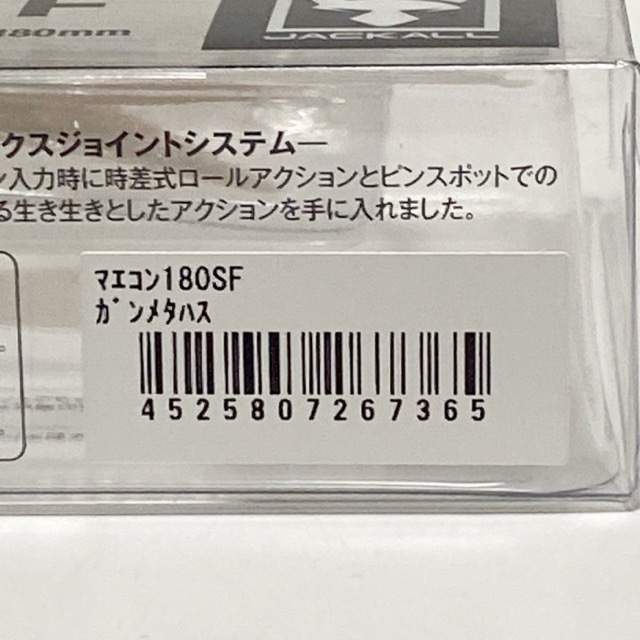 180mm
JACKALL
クスジョイントシステム―
ン入力時に時差式ロールアクションとピンスポットでの
る生き生きとしたアクションを手に入れました。
ﾏｴｺﾝ180SF
ｶﾞﾝﾒﾀﾊｽ
4525807267365